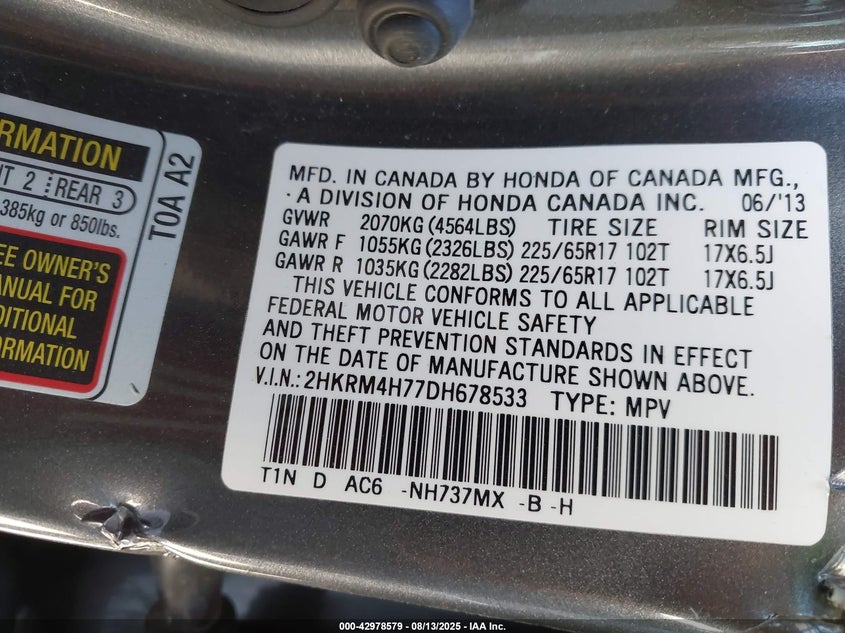 RMATION
T 2 REAR 3
385kg or 850lbs.
EE OWNER'S
ANUAL FOR
DITIONAL
ORMATION
TOA A2
MFD. IN CANADA BY HONDA OF CANADA MFG.,
A DIVISION OF HONDA CANADA INC. 06/'13
GVWR 2070KG (4564LBS) TIRE SIZE RIM SIZE
GAWR F 1055KG (2326LBS) 225/65R17 102T 17X6.5J
GAWR R 1035KG (2282LBS) 225/65R17 102T 17X6.5J
THIS VEHICLE CONFORMS TO ALL APPLICABLE
FEDERAL MOTOR VEHICLE SAFETY
AND THEFT PREVENTION STANDARDS IN EFFECT
ON THE DATE OF MANUFACTURE SHOWN ABOVE.
V.I.N.: 2HKRM4H77DH678533 TYPE: MPV
T1N D AC6 -NH737MX -B -H
000-42978579 - 08/13/2025 - IAA Inc.